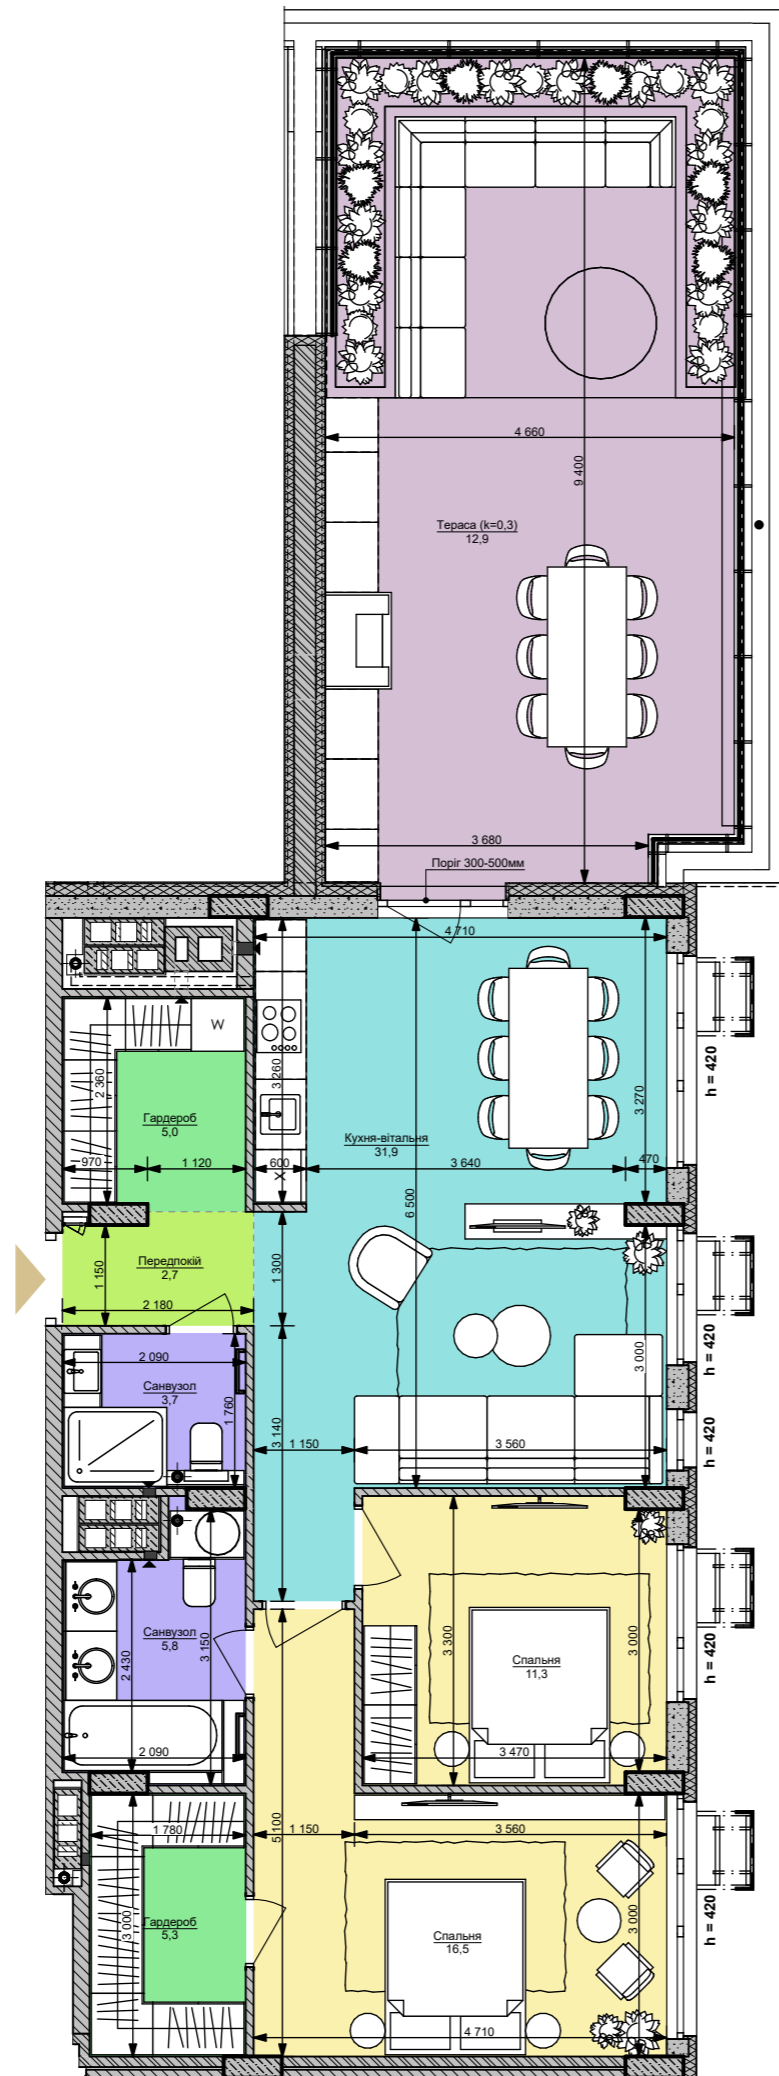 4 660
9 400
Тераса (k=0,3)
12,9
3 680
Поріг 300-500мм
4 710
W
2 360
3 260
Гардероб
5,0
Кухня-вітальня
31,9
3 270
h = 420
970
1 120
600
3 640
470
X
6 500
Передпокій
2,7
1 150
1 300
2 180
h = 420
2 090
Санвузол
3,7
1 760
3 140
3 000
1 150
3 560
h = 420
Санвузол
5,8
2 430
3 150
3 300
Спальня
11,3
3 000
h = 420
2 090
3 470
1 780
5 100
1 150
3 560
3 000
Гардероб
5,3
Спальня
16,5
3 000
h = 420
4 710